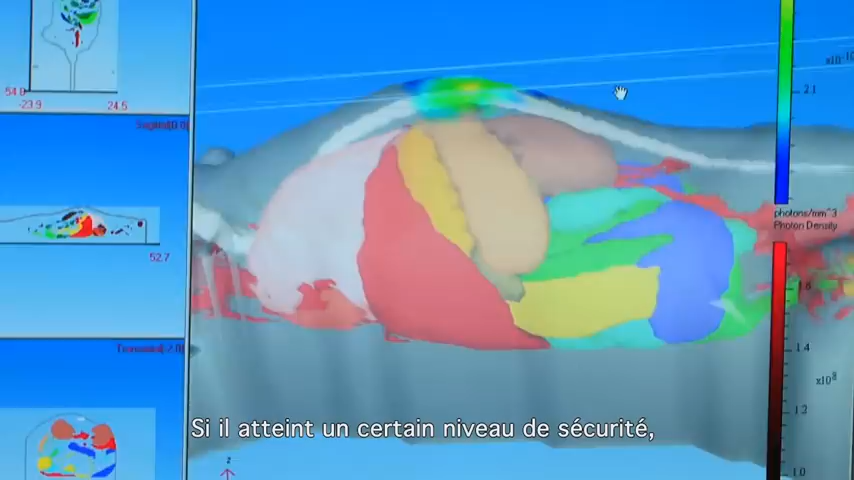 54.0
-23.9
24.5
52.7
x10
2.1
photons/mm^3
Photon Density
1.8
1.4
x10⁸
1.2
1.0
z
Si il atteint un certain niveau de sécurité,